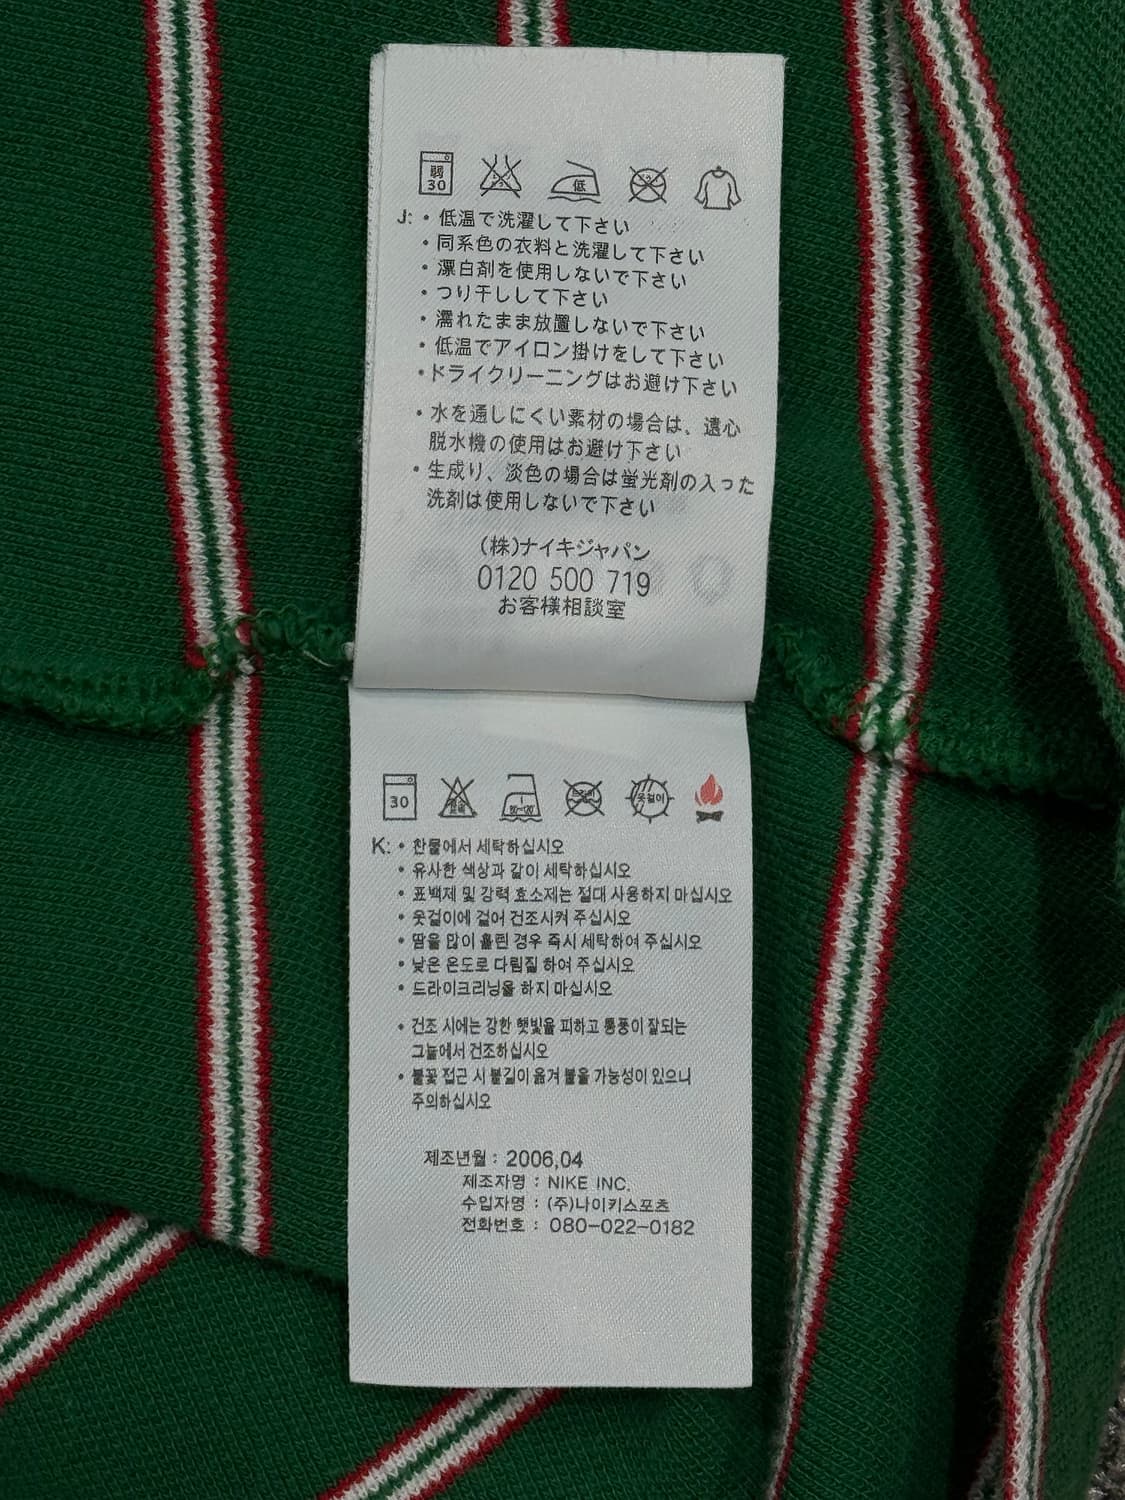 弱
30
低
J: ・低温で洗濯して下さい
・同系色の衣料と洗濯して下さい
・漂白剤を使用しないで下さい
・つり干しして下さい
・濡れたまま放置しないで下さい
・低温でアイロン掛けをして下さい
・ドライクリーニングはお避け下さい
・水を通しにくい素材の場合は、遠心
脱水機の使用はお避け下さい
・生成り、淡色の場合は蛍光剤の入った
洗剤は使用しないで下さい
(株)ナイキジャパン
0120 500 719
お客様相談室
30
80~120
옷걸이
K: • 찬물에서 세탁하십시오
• 유사한 색상과 같이 세탁하십시오
• 표백제 및 강력 효소제는 절대 사용하지 마십시오
• 옷걸이에 걸어 건조시켜 주십시오
• 땀을 많이 흘린 경우 즉시 세탁하여 주십시오
• 낮은 온도로 다림질 하여 주십시오
• 드라이크리닝을 하지 마십시오
• 건조 시에는 강한 햇빛을 피하고 통풍이 잘되는
그늘에서 건조하십시오
• 불꽃 접근 시 불길이 옮겨 붙을 가능성이 있으니
주의하십시오
제조년월 : 2006,04
제조자명 : NIKE INC.
수입자명 : (주)나이키스포츠
전화번호 : 080-022-0182